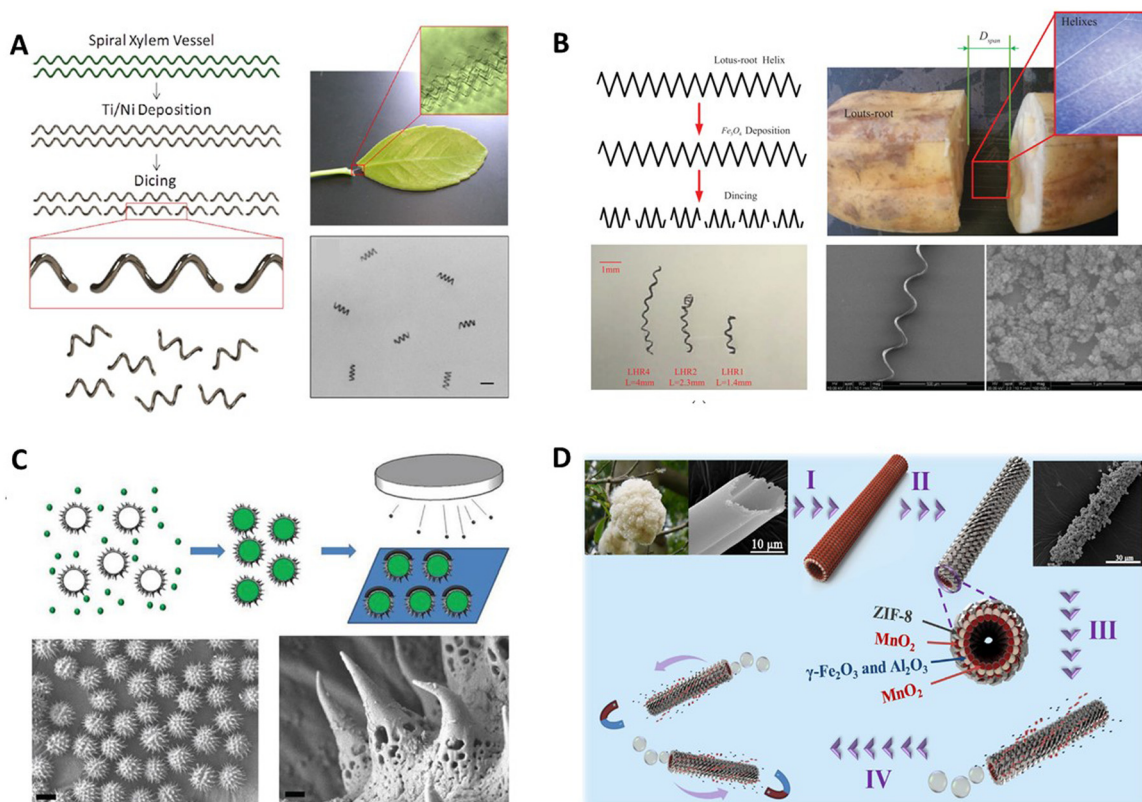 A
Spiral Xylem Vessel
Ti/Ni Deposition
Dicing
B
Lotus-root Helix
Fe₃O₄ Deposition
Dincing
Dspan
Helixes
Louts-root
1mm
LHR4
L=4mm
LHR2
L=2.3mm
LHR1
L=1.4mm
C
D
10 μm
I
II
30 μm
ZIF-8
MnO₂
γ-Fe₂O₃ and Al₂O₃
MnO₂
III
IV